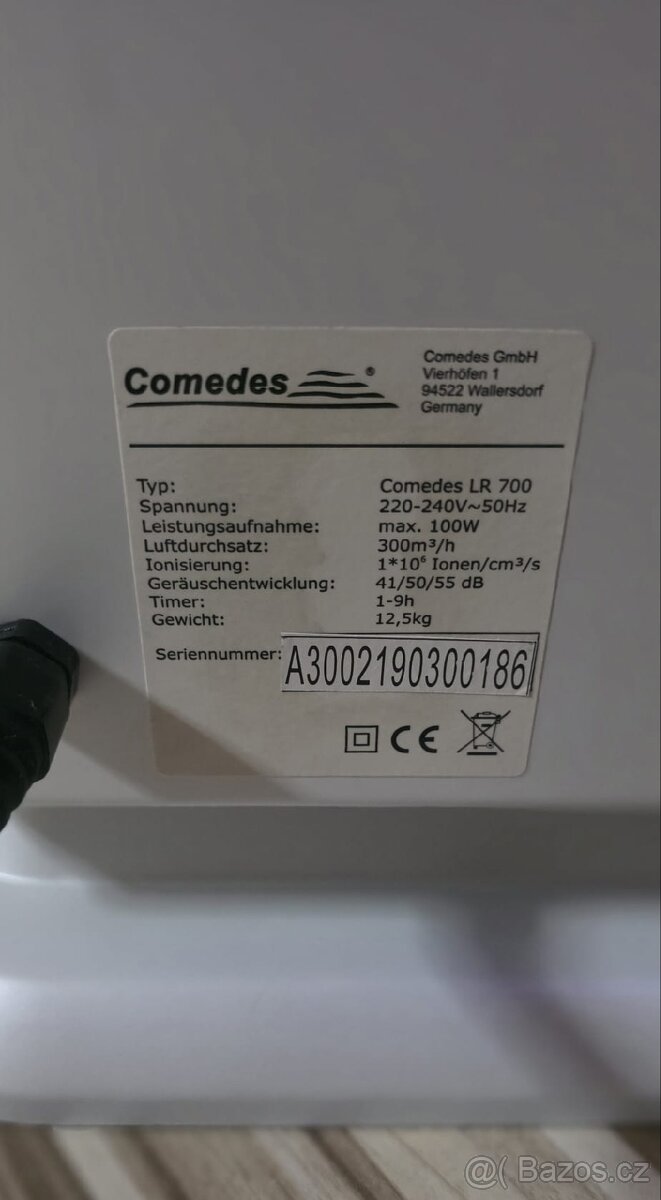 Comedes ®
Comedes GmbH
Vierhöfen 1
94522 Wallersdorf
Germany
Typ: Comedes LR 700
Spannung: 220-240V~50Hz
Leistungsaufnahme: max. 100W
Luftdurchsatz: 300m³/h
Ionisierung: 1*10⁶ Ionen/cm³/s
Geräuschentwicklung: 41/50/55 dB
Timer: 1-9h
Gewicht: 12,5kg
Seriennummer: A3002190300186
CE
@( Bazos.cz